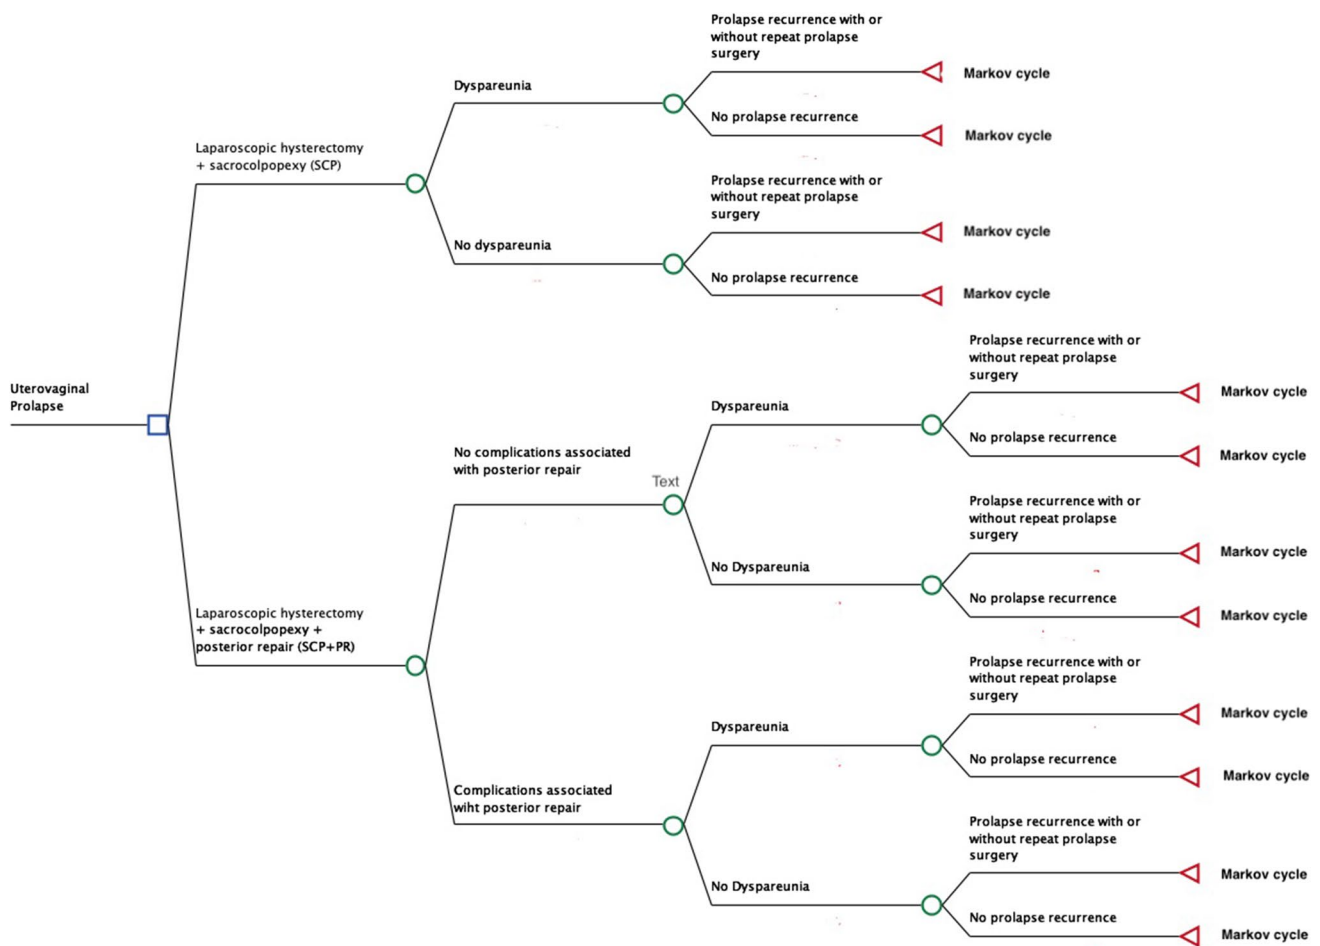 Prolapse recurrence with or
without repeat prolapse
surgery
Markov cycle
Dyspareunia
No prolapse recurrence
Markov cycle
Laparoscopic hysterectomy
+ sacrocolpopexy (SCP)
Prolapse recurrence with or
without repeat prolapse
surgery
Markov cycle
No dyspareunia
No prolapse recurrence
Markov cycle
Uterovaginal
Prolapse
Prolapse recurrence with or
without repeat prolapse
surgery
Markov cycle
Dyspareunia
No prolapse recurrence
Markov cycle
No complications associated
with posterior repair
Text
Prolapse recurrence with or
without repeat prolapse
surgery
Markov cycle
No Dyspareunia
No prolapse recurrence
Markov cycle
Laparoscopic hysterectomy
+ sacrocolpopexy +
posterior repair (SCP+PR)
Prolapse recurrence with or
without repeat prolapse
surgery
Markov cycle
Dyspareunia
No prolapse recurrence
Markov cycle
Complications associated
wiht posterior repair
Prolapse recurrence with or
without repeat prolapse
surgery
Markov cycle
No Dyspareunia
No prolapse recurrence
Markov cycle